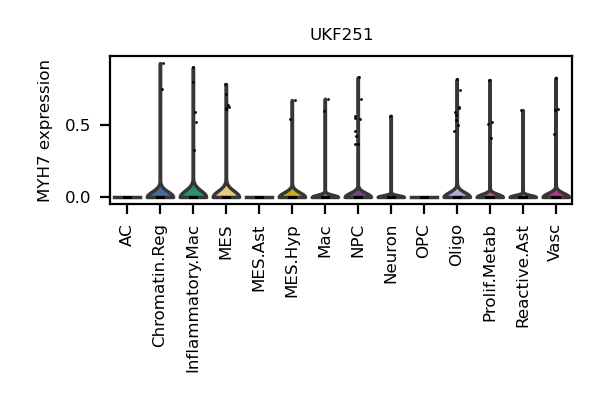 UKF251
MYH7 expression
0.5
0.0
AC
Chromatin.Reg
Inflammatory.Mac
MES
MES.Ast
MES.Hyp
Mac
NPC
Neuron
OPC
Oligo
Prolif.Metab
Reactive.Ast
Vasc